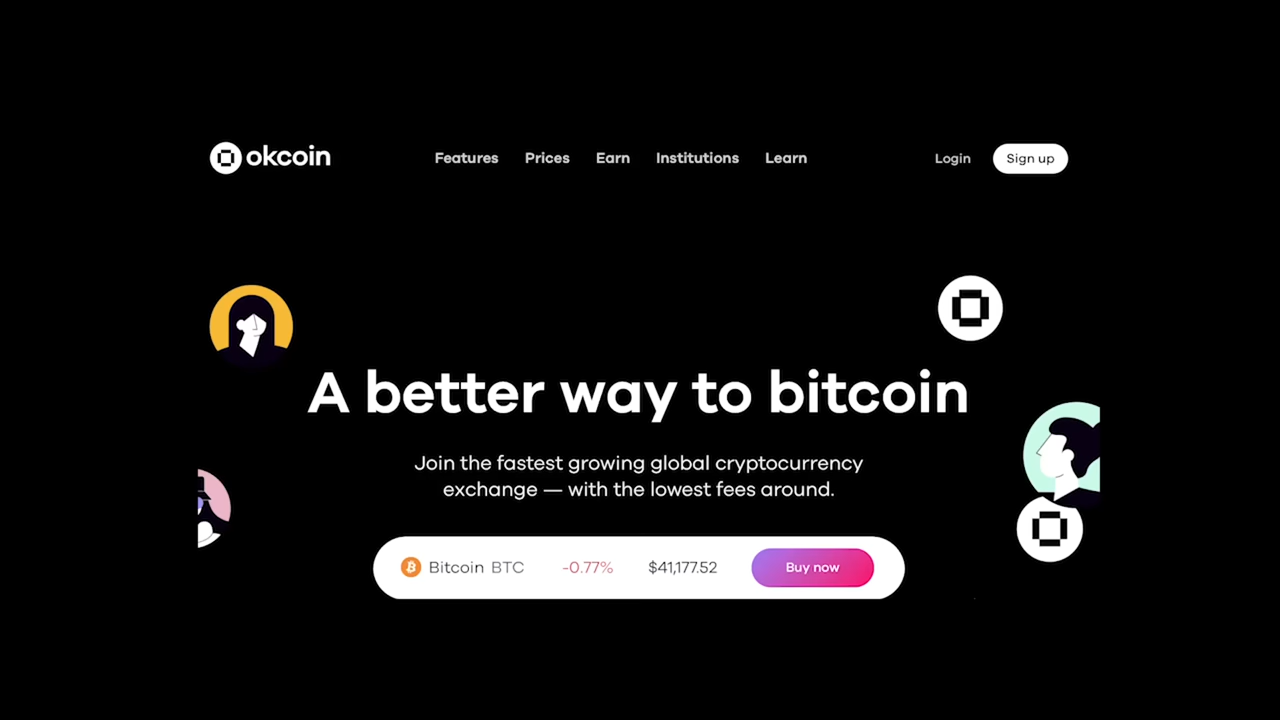 okcoin Features Prices Earn Institutions Learn Login Sign up
A better way to bitcoin
Join the fastest growing global cryptocurrency
exchange — with the lowest fees around.
Bitcoin BTC -0.77% $41,177.52 Buy now